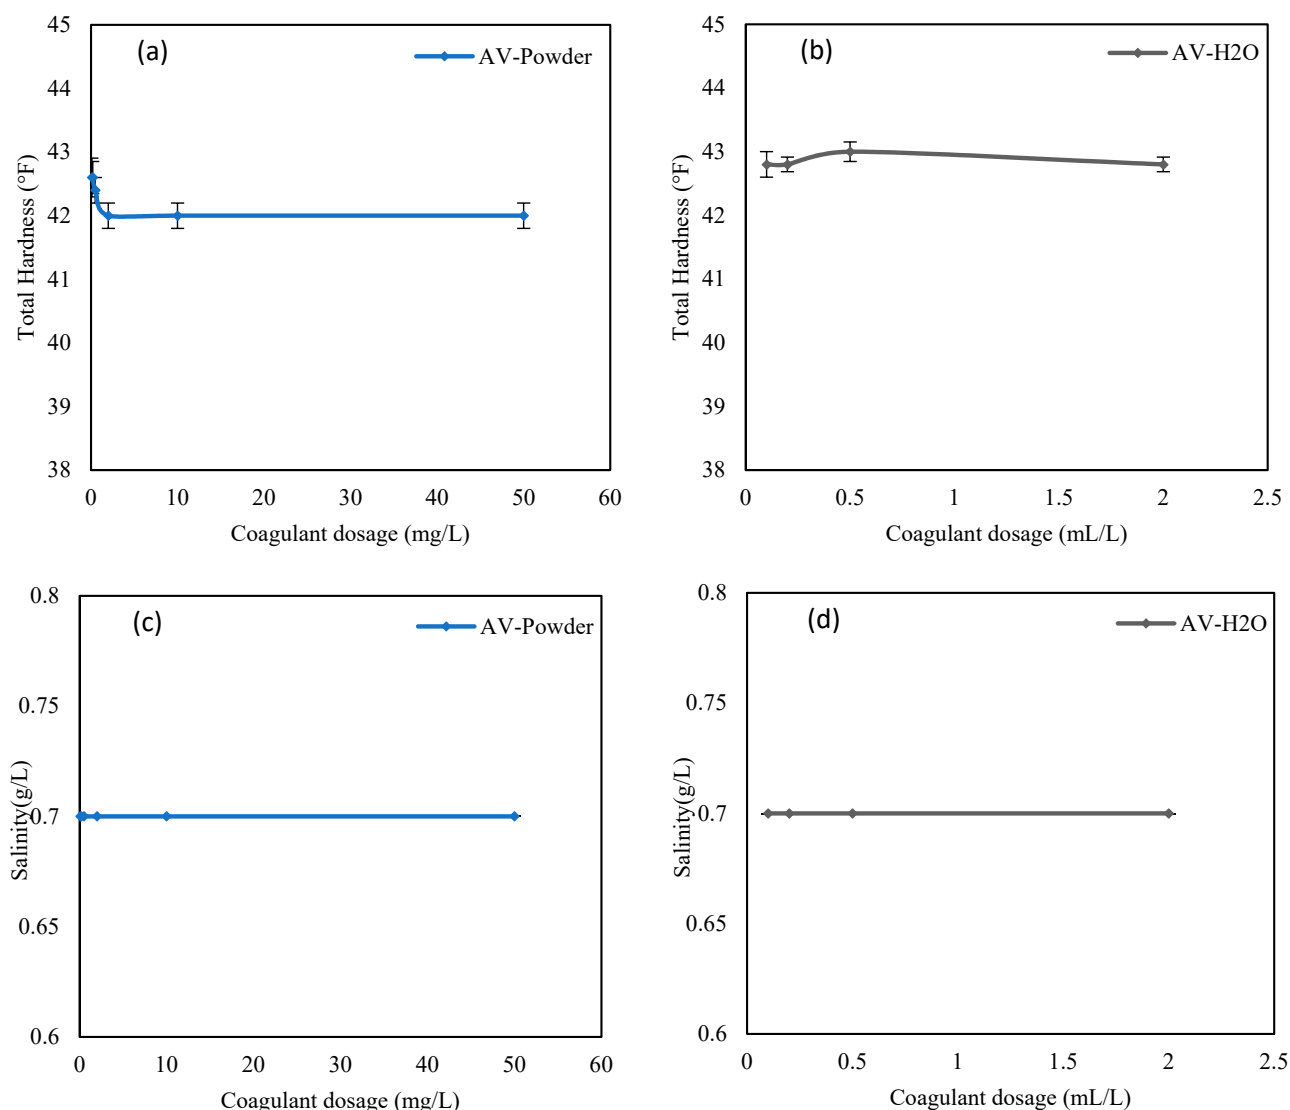 (a)
AV-Powder
45
44
43
42
41
40
39
38
Total Hardness (°F)
0 10 20 30 40 50 60
Coagulant dosage (mg/L)
(b)
AV-H2O
45
44
43
42
41
40
39
38
Total Hardness (°F)
0 0.5 1 1.5 2 2.5
Coagulant dosage (mL/L)
(c)
AV-Powder
0.8
0.75
0.7
0.65
0.6
Salinity(g/L)
0 10 20 30 40 50 60
Coagulant dosage (mg/L)
(d)
AV-H2O
0.8
0.75
0.7
0.65
0.6
Salinity(g/L)
0 0.5 1 1.5 2 2.5
Coagulant dosage (mL/L)